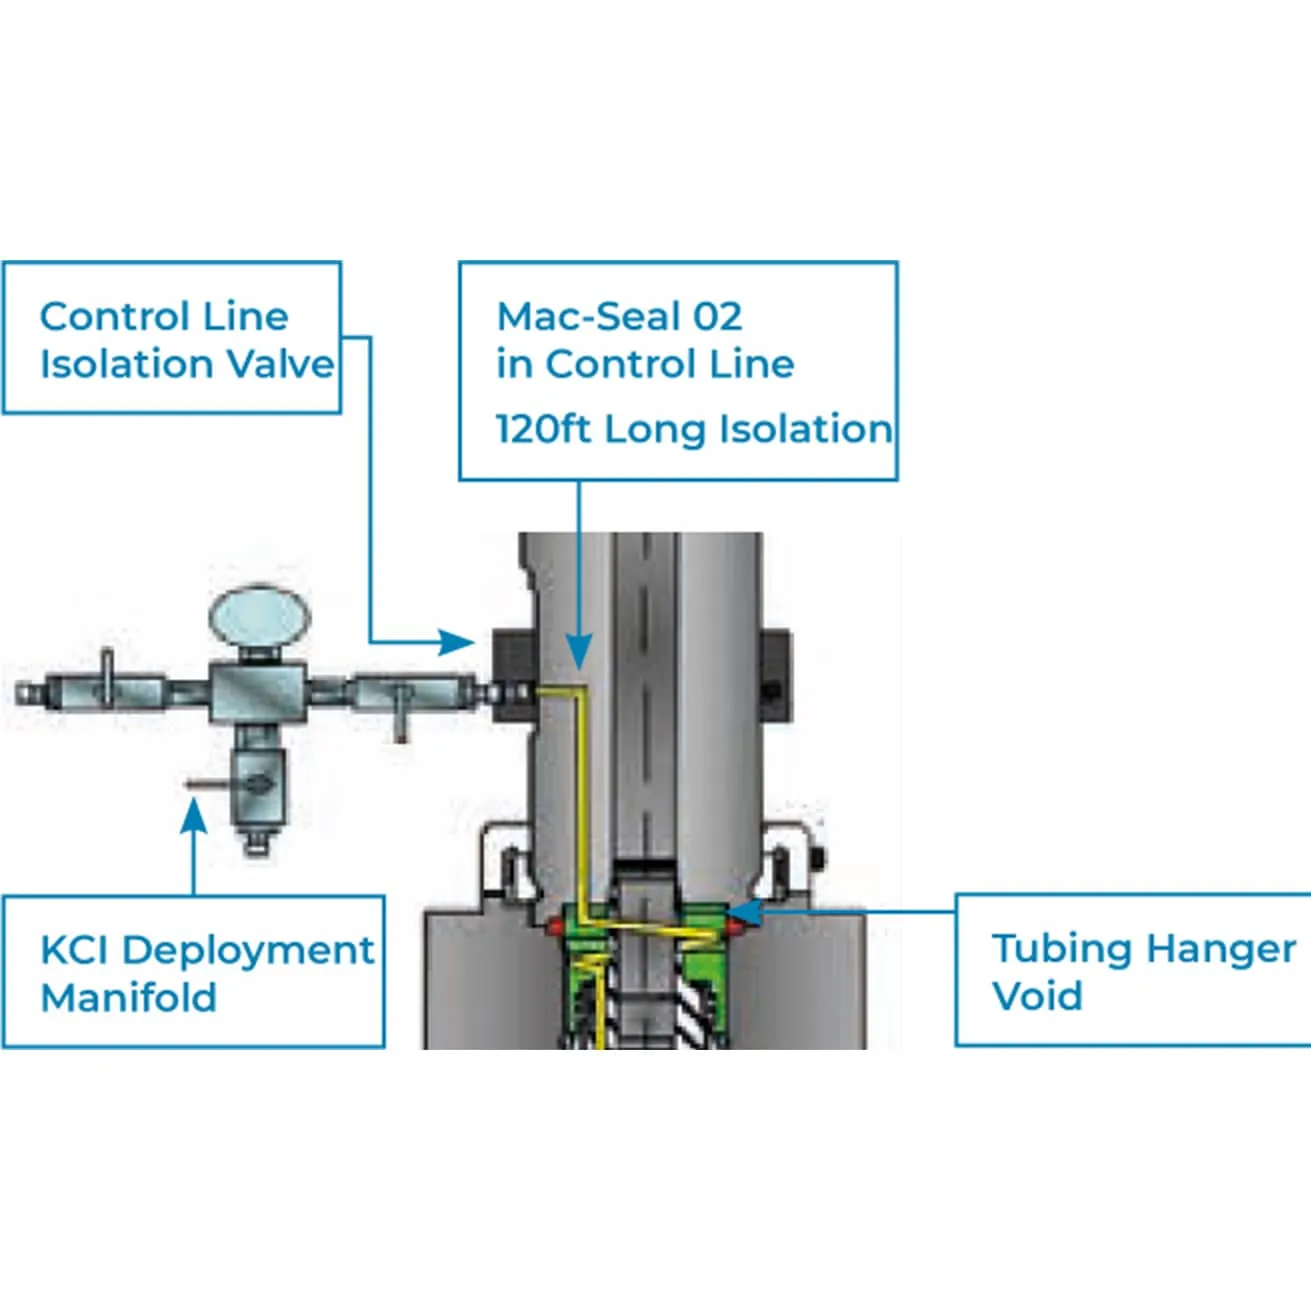 Control Line
Isolation Valve
Mac-Seal 02
in Control Line
120ft Long Isolation
KCI Deployment
Manifold
Tubing Hanger
Void